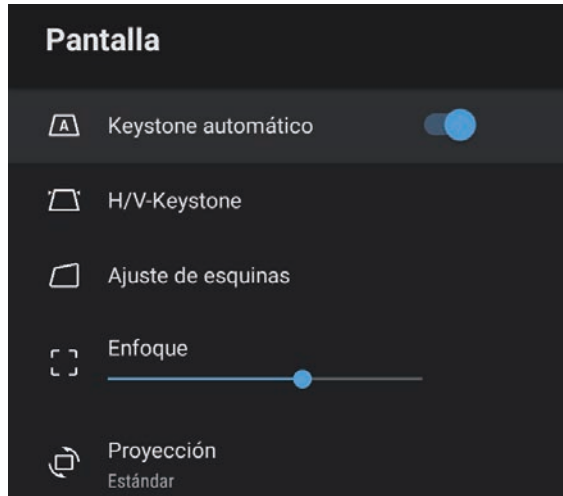 Pantalla
A
Keystone automático
H/V-Keystone
Ajuste de esquinas
Enfoque
Proyección
Estándar